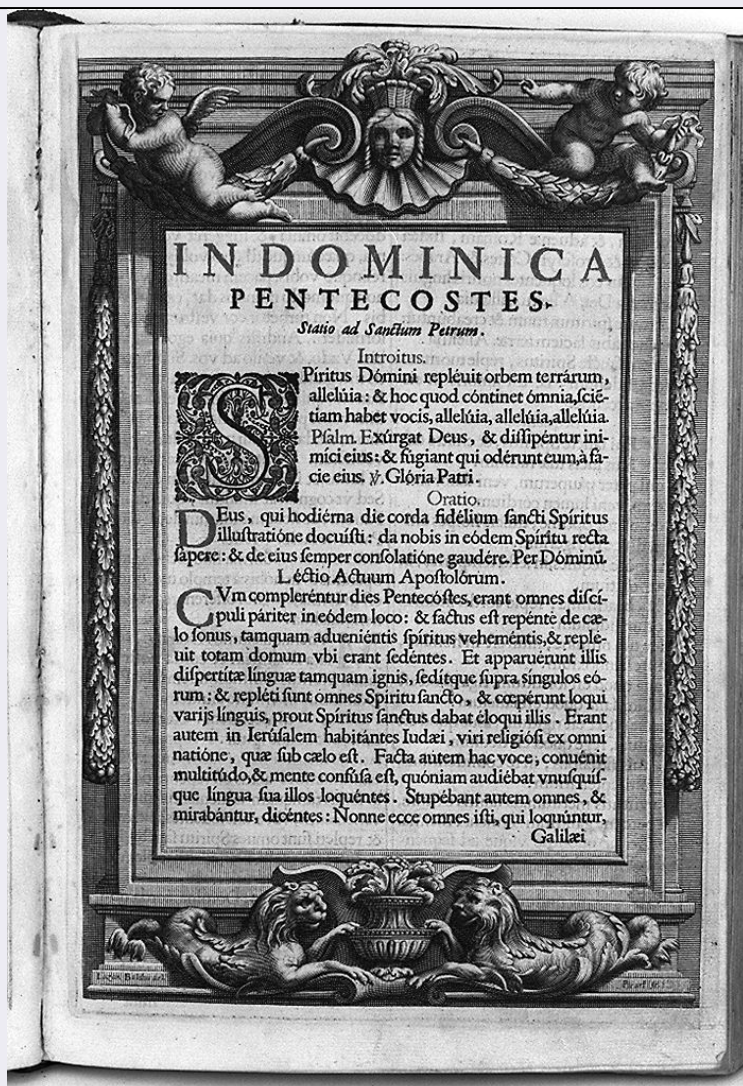 IN DOMINICA
PENTECOSTES.
Statio ad Sanctum Petrum.
Introitus.
SPíritus Dómini repléuit orbem terrárum,
allelúia: & hoc quod cóntinet ómnia, sciẽ-
tiam habet vocis, allelúia, allelúia, allelúia.
Psalm. Exúrgat Deus, & dissipéntur ini-
míci eius: & fúgiant qui odérunt eum, à fá-
cie eius. ℣. Glória Patri.
Oratio.
DEus, qui hodiérna die corda fidélium sancti Spíritus
illustratióne docuísti: da nobis in eódem Spíritu recta
sápere: & de eius semper consolatióne gaudére. Per Dóminũ.
Léctio Actuum Apostolórum.
CVm compleréntur dies Pentecóstes, erant omnes discí-
puli páriter in eódem loco: & factus est repénte de cæ-
lo sonus, tamquam adueniéntis spíritus veheméntis, & replé-
uit totam domum vbi erant sedéntes. Et apparuérunt illis
dispertítæ linguæ tamquam ignis, sedítque supra síngulos eó-
rum: & repléti sunt omnes Spíritu sancto, & cœpérunt loqui
varijs linguis, prout Spíritus sanctus dabat éloqui illis. Erant
autem in Ierúsalem habitántes Iudæi, viri religiósi ex omni
natióne, quæ sub cælo est. Facta autem hac voce, conuénit
multitúdo, & mente confúsa est, quóniam audiébat vnusquís-
que língua sua illos loquéntes. Stupébant autem omnes, &
mirabántur, dicéntes: Nonne ecce omnes isti, qui loquúntur,
Galilæi